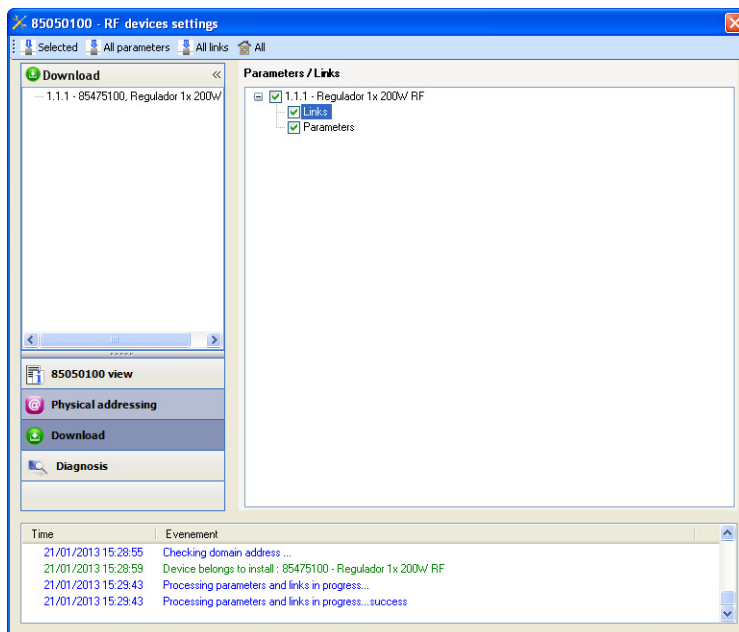 85050100 - RF devices settings
Selected All parameters All links All
Download «
1.1.1 - 85475100, Regulador 1x 200W
85050100 view
Physical addressing
Download
Diagnosis
Parameters / Links
1.1.1 - Regulador 1x 200W RF
Links
Parameters
Time Evenement
21/01/2013 15:28:55 Checking domain address ...
21/01/2013 15:28:59 Device belongs to install : 85475100 - Regulador 1x 200W RF
21/01/2013 15:29:43 Processing parameters and links in progress...
21/01/2013 15:29:43 Processing parameters and links in progress...success